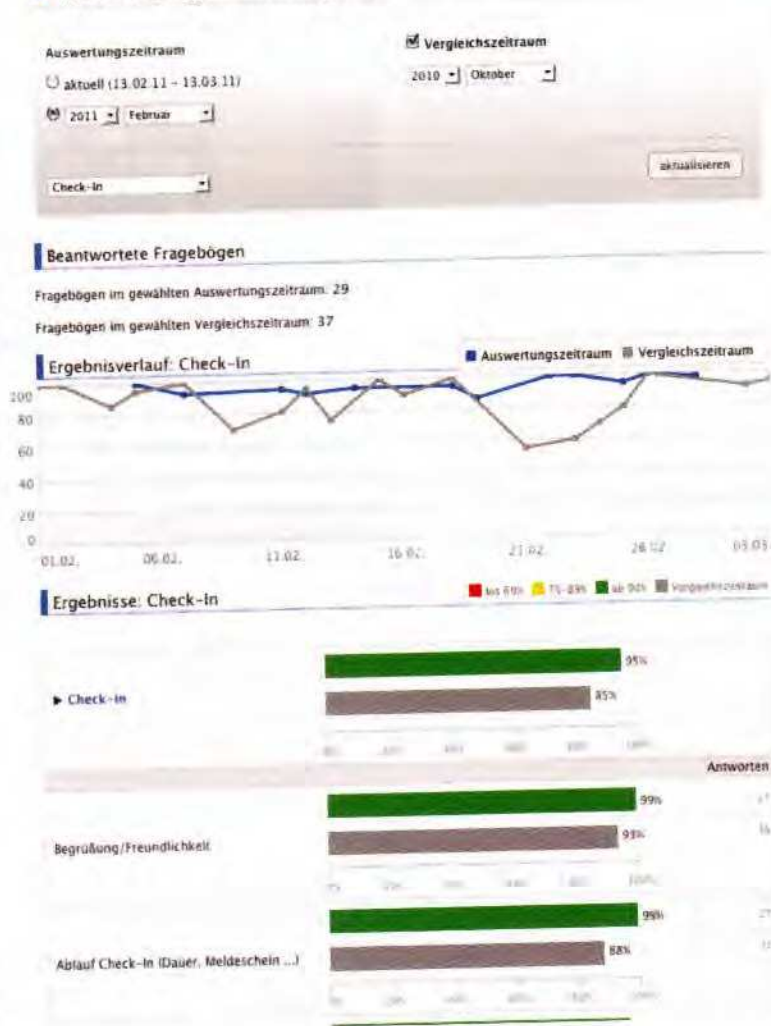 Auswertungszeitraum
Vergleichszeitraum
aktuell (13.02.11 - 13.03.11)
2010 Oktober
2011 Februar
Check-In
aktualisieren
Beantwortete Fragebögen
Fragebögen im gewählten Auswertungszeitraum: 29
Fragebögen im gewählten Vergleichszeitraum: 37
Ergebnisverlauf: Check-In
Auswertungszeitraum Vergleichszeitraum
100
80
60
40
20
0
01.02. 06.02. 11.02. 16.02. 21.02. 26.02 03.03
Ergebnisse: Check-In
Vergleichszeitraum
95%
Check-in
85%
Antworten
99%
Begrüßung/Freundlichkeit
93%
99%
Ablauf Check-In (Dauer, Meldeschein ...)
88%